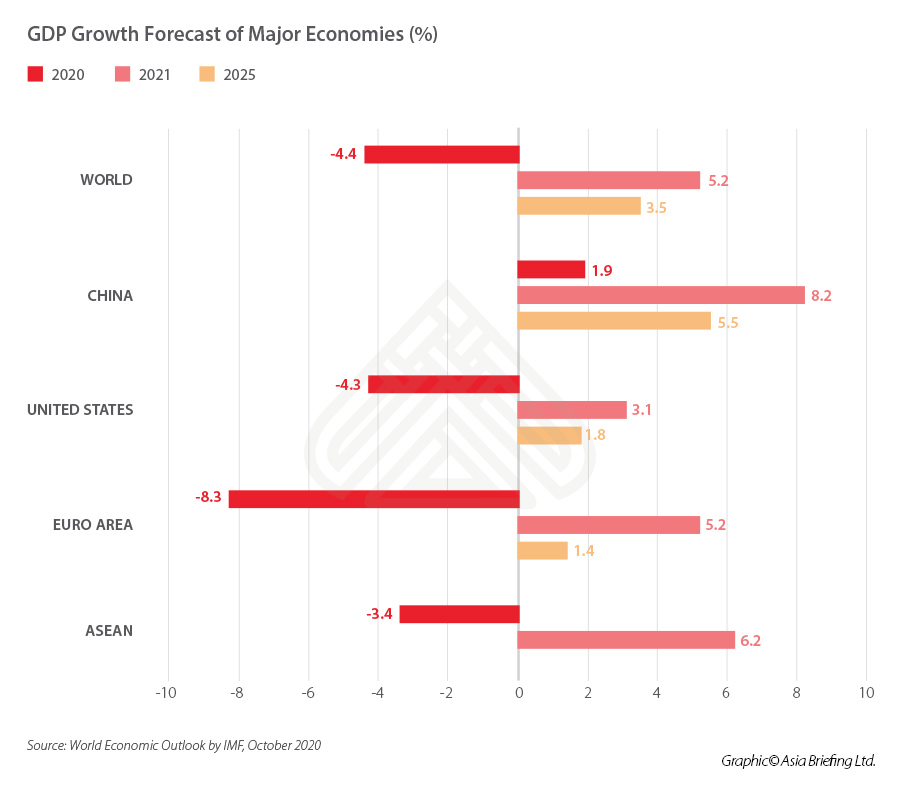 GDP Growth Forecast of Major Economies (%)
2020 2021 2025
-4.4
WORLD 5.2
3.5
1.9
CHINA 8.2
5.5
-4.3
UNITED STATES 3.1
1.8
-8.3
EURO AREA 5.2
1.4
-3.4
ASEAN 6.2
-10 -8 -6 -4 -2 0 2 4 6 8 10
Source: World Economic Outlook by IMF, October 2020
Graphic© Asia Briefing Ltd.